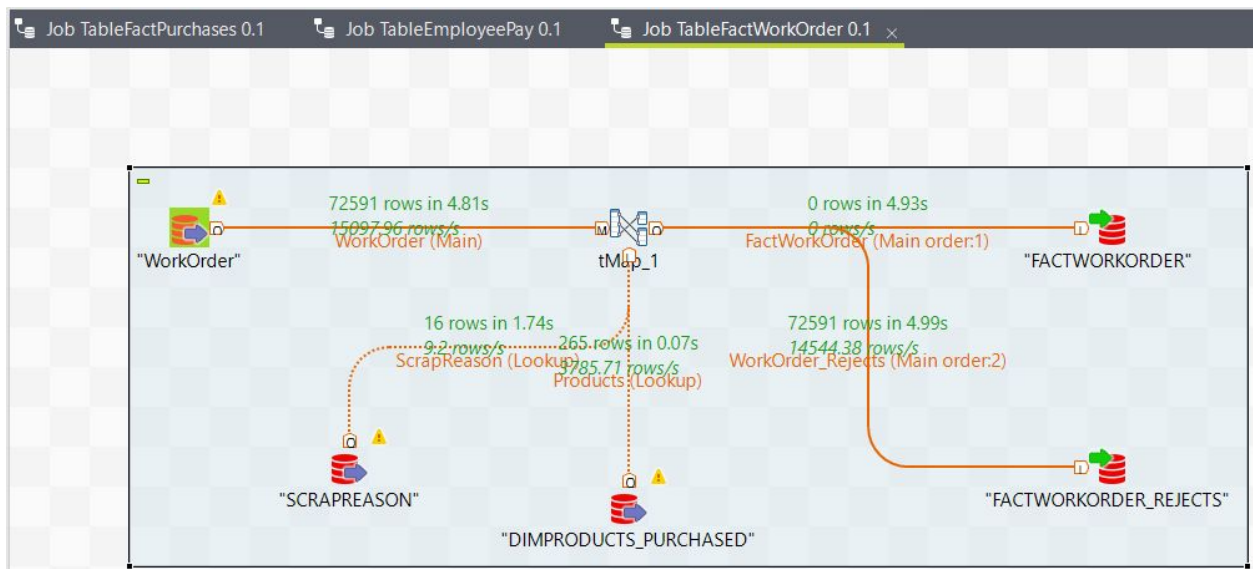 Job TableFactPurchases 0.1
Job TableEmployeePay 0.1
Job TableFactWorkOrder 0.1
72591 rows in 4.81s
15097.96 rows/s
WorkOrder (Main)
"WorkOrder"
M
O
tMap_1
0 rows in 4.93s
0 rows/s
FactWorkOrder (Main order:1)
"FACTWORKORDER"
16 rows in 1.74s
9.2 rows/s
ScrapReason (Lookup)
265 rows in 0.07s
3785.71 rows/s
Products (Lookup)
72591 rows in 4.99s
14544.38 rows/s
WorkOrder_Rejects (Main order:2)
"SCRAPREASON"
"DIMPRODUCTS_PURCHASED"
"FACTWORKORDER_REJECTS"